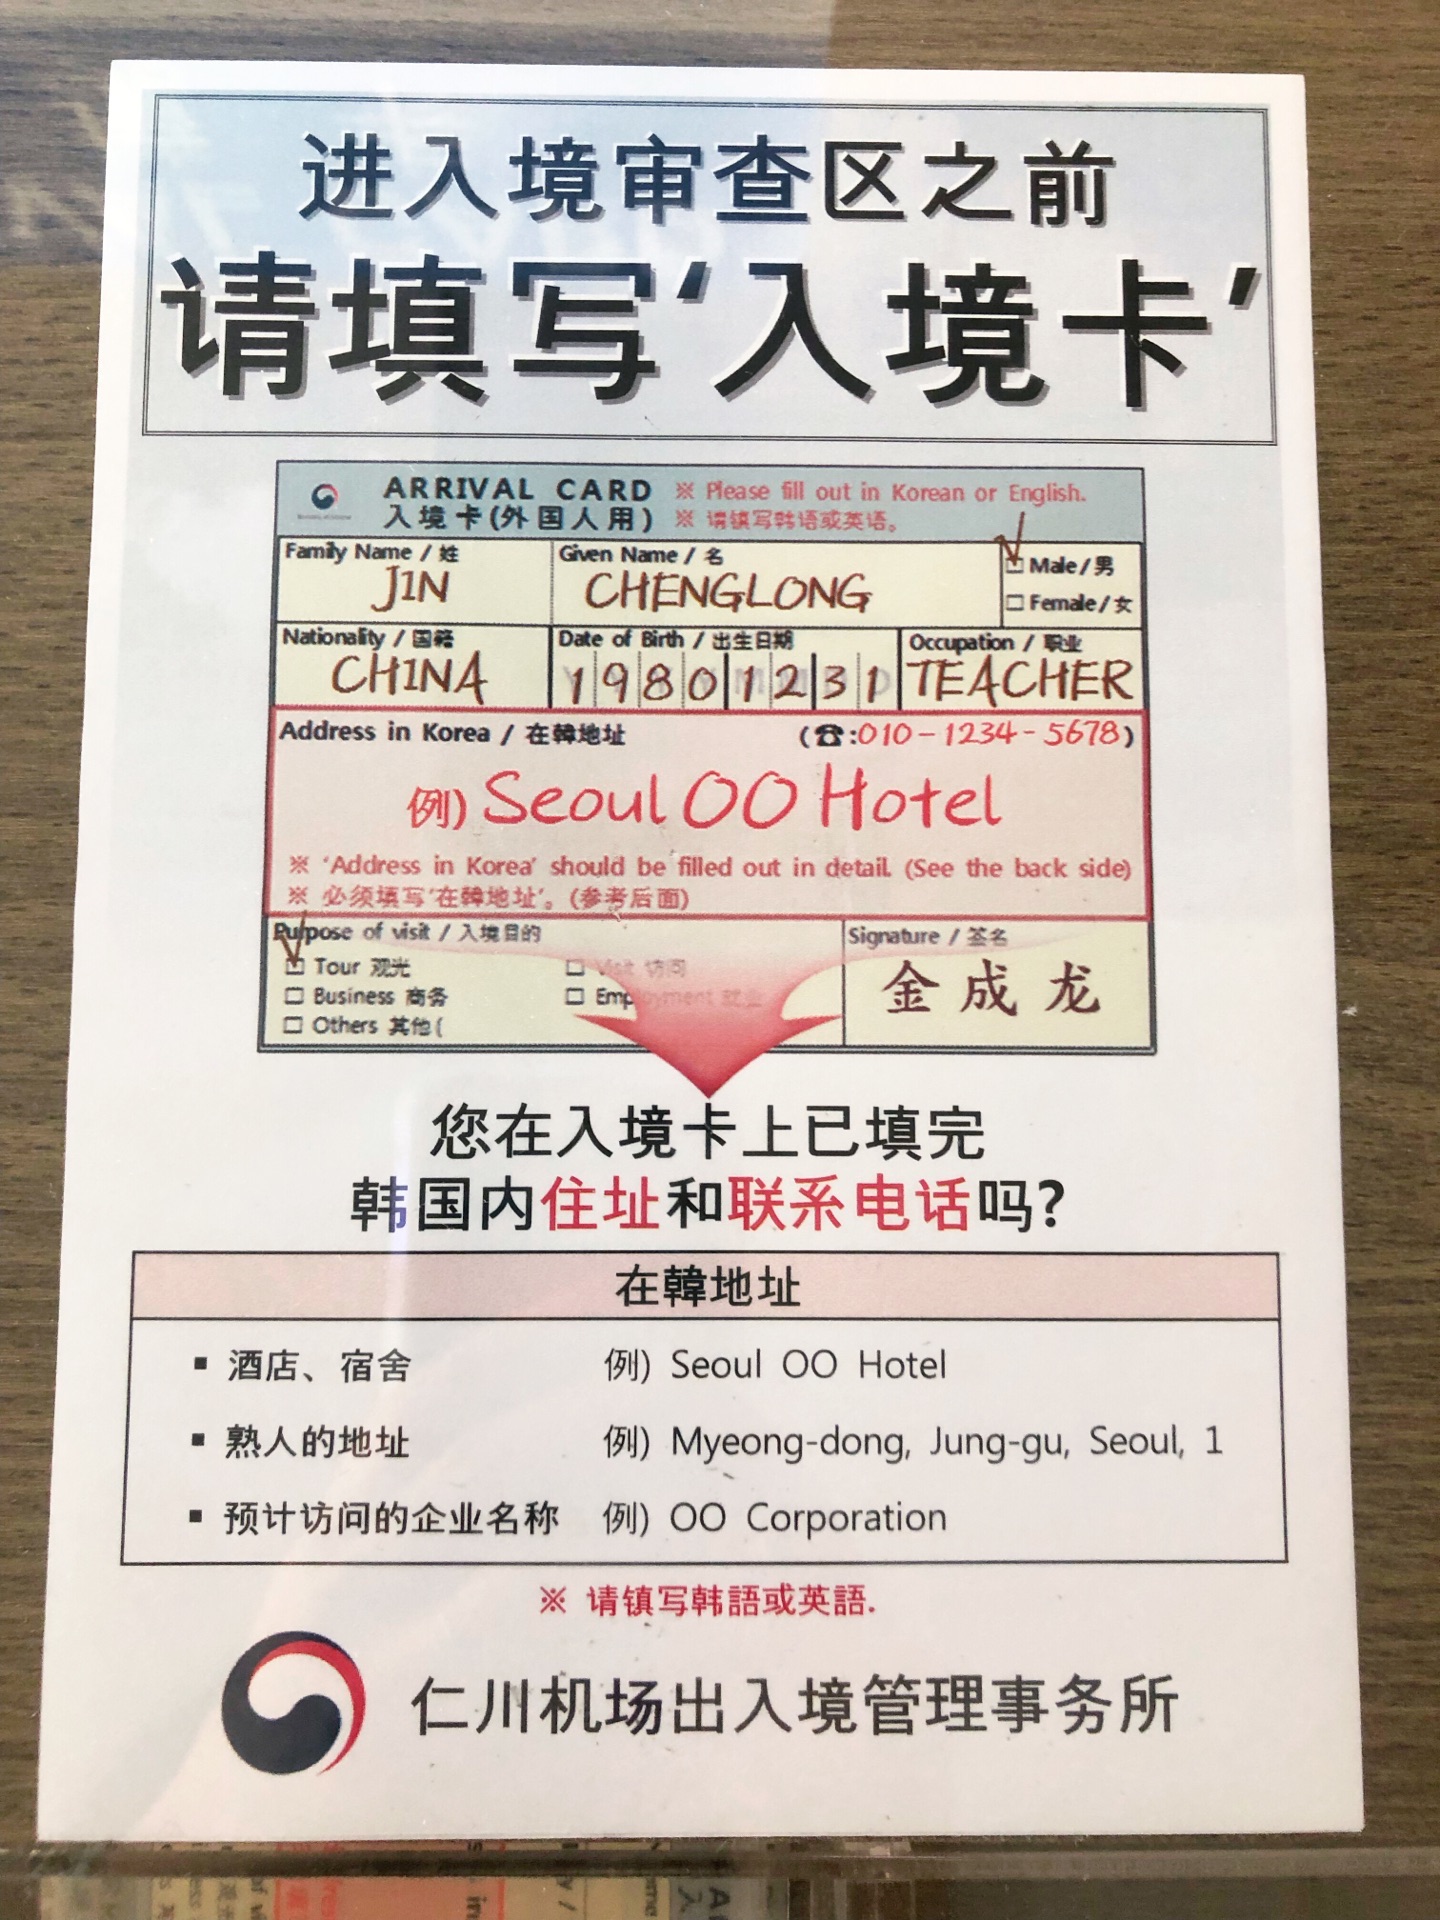 进入境审查区之前
请填写‘入境卡’
ARRIVAL CARD ※ Please fill out in Korean or English.
入境卡(外国人用) ※ 请镇写韩语或英语。
Family Name / 姓 Given Name / 名 Male / 男
JIN CHENGLONG
Female / 女
Nationality / 国籍 Date of Birth / 出生日期 Occupation / 职业
CHINA 19801231 TEACHER
Address in Korea / 在韓地址 (☎:010-1234-5678)
例) Seoul OO Hotel
※ ‘Address in Korea’ should be filled out in detail. (See the back side)
※ 必须填写‘在韓地址’。(参考后面)
Purpose of visit / 入境目的 Signature / 签名
Tour 观光 Visit 访问
Business 商务 Employment 就业
Others 其他(
金成龙
您在入境卡上已填完
韩国内住址和联系电话吗?
在韓地址
▪ 酒店、宿舍 例) Seoul OO Hotel
▪ 熟人的地址 例) Myeong-dong, Jung-gu, Seoul, 1
▪ 预计访问的企业名称 例) OO Corporation
※ 请镇写韩語或英語.
仁川机场出入境管理事务所